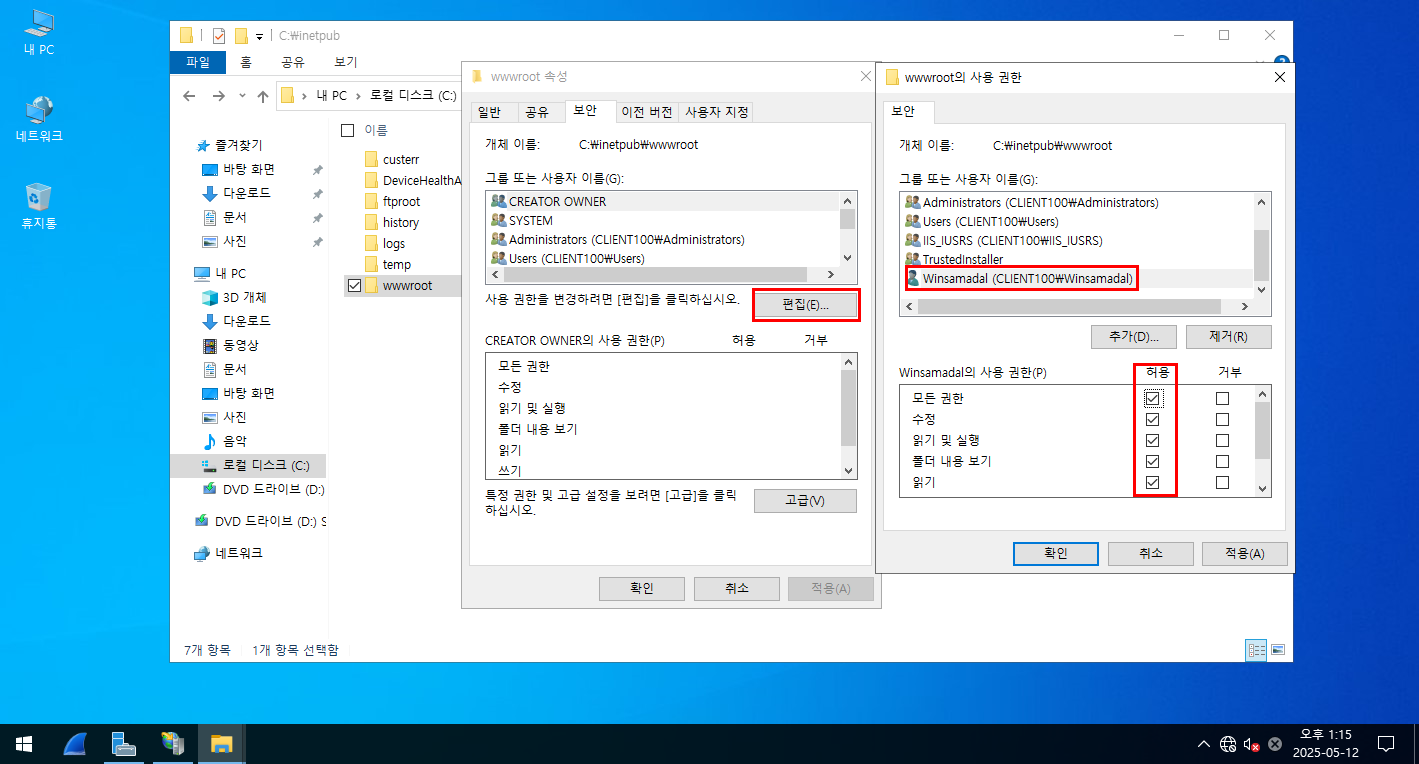 내 PC
네트워크
휴지통
C:₩inetpub
파일 홈 공유 보기
내 PC 로컬 디스크 (C:)
즐겨찾기
바탕 화면
다운로드
문서
사진
내 PC
3D 개체
다운로드
동영상
문서
바탕 화면
사진
음악
로컬 디스크 (C:)
DVD 드라이브 (D:)
DVD 드라이브 (D:) S
네트워크
이름
custerr
DeviceHealthA
ftproot
history
logs
temp
wwwroot
7개 항목 1개 항목 선택함
wwwroot 속성
일반 공유 보안 이전 버전 사용자 지정
개체 이름: C:₩inetpub₩wwwroot
그룹 또는 사용자 이름(G):
CREATOR OWNER
SYSTEM
Administrators (CLIENT100₩Administrators)
Users (CLIENT100₩Users)
사용 권한을 변경하려면 [편집]을 클릭하십시오.
편집(E)...
CREATOR OWNER의 사용 권한(P) 허용 거부
모든 권한
수정
읽기 및 실행
폴더 내용 보기
읽기
쓰기
특정 권한 및 고급 설정을 보려면 [고급]을 클릭
하십시오.
고급(V)
확인 취소 적용(A)
wwwroot의 사용 권한
보안
개체 이름: C:₩inetpub₩wwwroot
그룹 또는 사용자 이름(G):
Administrators (CLIENT100₩Administrators)
Users (CLIENT100₩Users)
IIS_IUSRS (CLIENT100₩IIS_IUSRS)
TrustedInstaller
Winsamadal (CLIENT100₩Winsamadal)
추가(D)... 제거(R)
Winsamadal의 사용 권한(P) 허용 거부
모든 권한
수정
읽기 및 실행
폴더 내용 보기
읽기
확인 취소 적용(A)
오후 1:15
2025-05-12